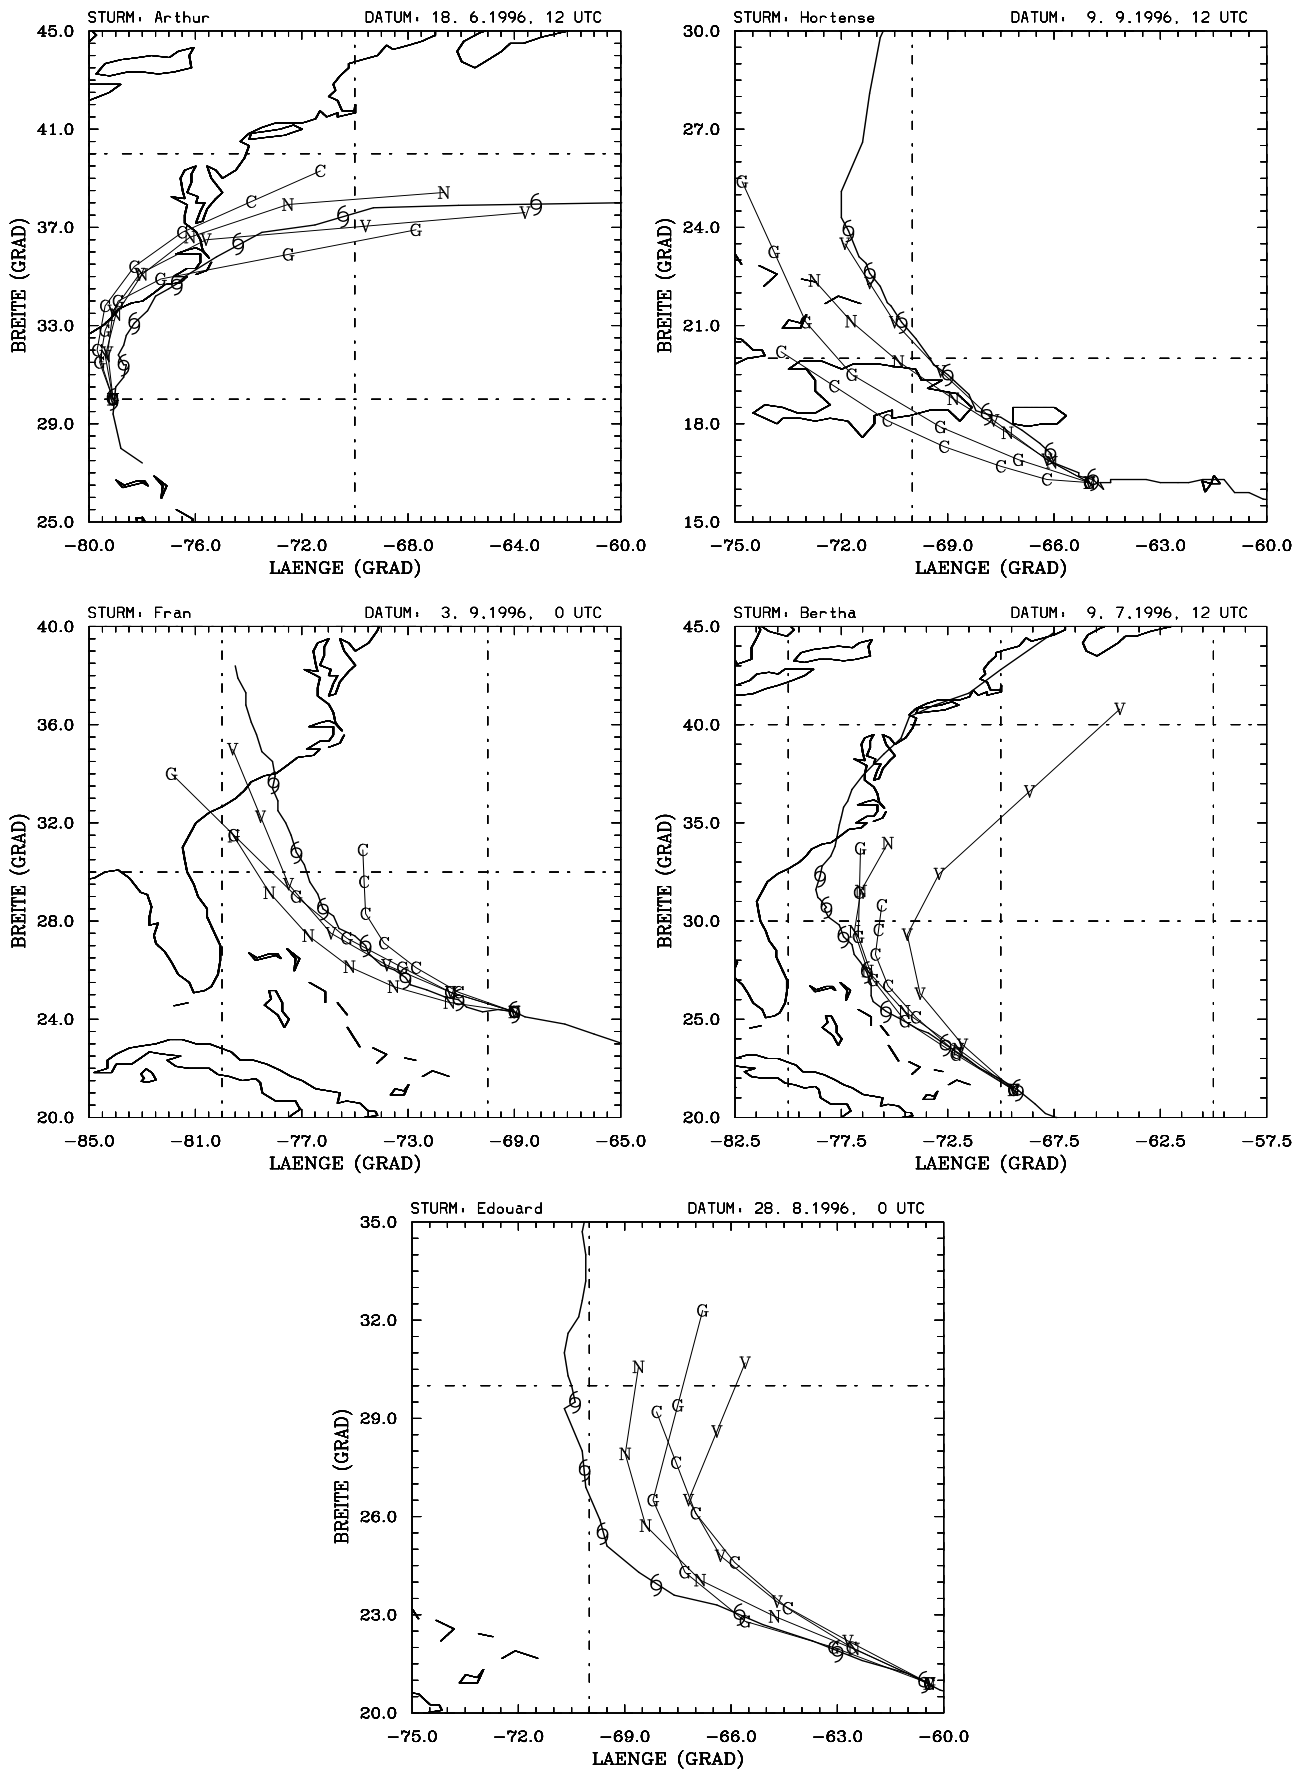 STURM: Arthur DATUM: 18. 6.1996, 12 UTC
45.0
41.0
37.0
33.0
29.0
25.0
BREITE (GRAD)
C
C
N
N
V
V
G
G
C
N
V
C
N
G
C
G
N
C
G
C
N
G
−80.0 −76.0 −72.0 −68.0 −64.0 −60.0
LAENGE (GRAD)
STURM: Hortense DATUM: 9. 9.1996, 12 UTC
30.0
27.0
24.0
21.0
18.0
15.0
BREITE (GRAD)
G
G
V
N
V
G
N
V
C
N
V
G
C
N
C
G
V
N
C
G
C
V
N
C
−75.0 −72.0 −69.0 −66.0 −63.0 −60.0
LAENGE (GRAD)
STURM: Fran DATUM: 3. 9.1996, 0 UTC
40.0
36.0
32.0
28.0
24.0
20.0
BREITE (GRAD)
V
G
V
G
C
C
V
N
G
C
N
V
G
C
N
V
G
C
N
V
C
N
−85.0 −81.0 −77.0 −73.0 −69.0 −65.0
LAENGE (GRAD)
STURM: Bertha DATUM: 9. 7.1996, 12 UTC
45.0
40.0
35.0
30.0
25.0
20.0
BREITE (GRAD)
V
V
N
G
V
N
C
N
G
C
V
C
G
C
V
N
G
C
V
−82.5 −77.5 −72.5 −67.5 −62.5 −57.5
LAENGE (GRAD)
STURM: Edouard DATUM: 28. 8.1996, 0 UTC
35.0
32.0
29.0
26.0
23.0
20.0
BREITE (GRAD)
G
N
V
C
G
V
N
C
G
V
C
N
V
C
G
N
V
C
N
G
V
N
−75.0 −72.0 −69.0 −66.0 −63.0 −60.0
LAENGE (GRAD)